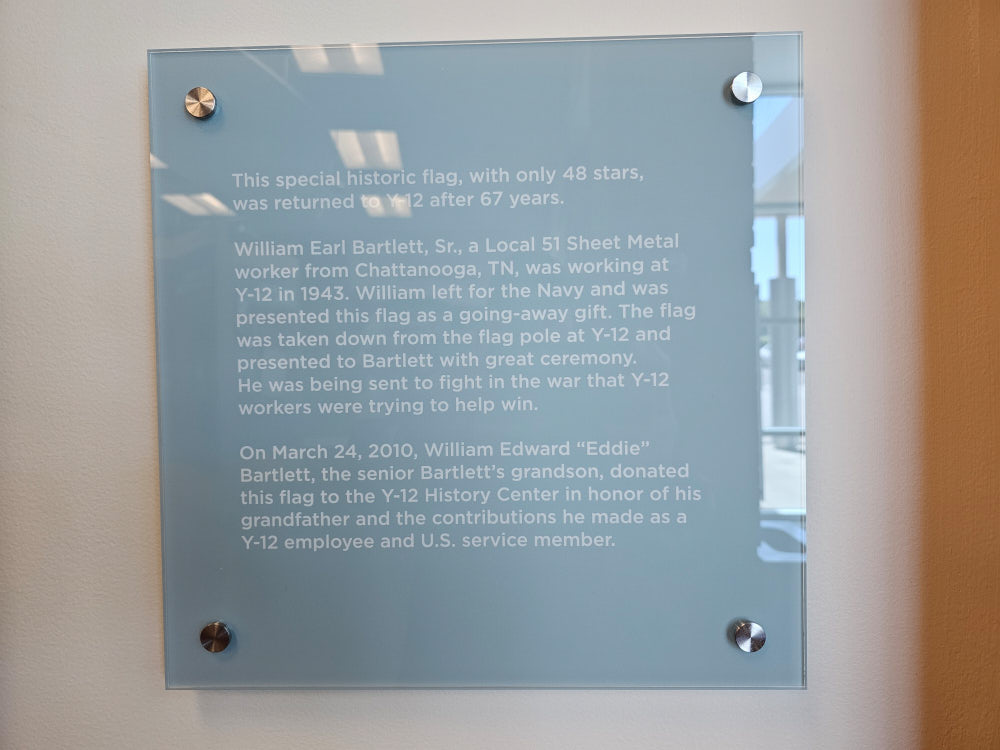 This special historic flag, with only 48 stars,
was returned to Y-12 after 67 years.
William Earl Bartlett, Sr., a Local 51 Sheet Metal
worker from Chattanooga, TN, was working at
Y-12 in 1943. William left for the Navy and was
presented this flag as a going-away gift. The flag
was taken down from the flag pole at Y-12 and
presented to Bartlett with great ceremony.
He was being sent to fight in the war that Y-12
workers were trying to help win.
On March 24, 2010, William Edward “Eddie”
Bartlett, the senior Bartlett’s grandson, donated
this flag to the Y-12 History Center in honor of his
grandfather and the contributions he made as a
Y-12 employee and U.S. service member.